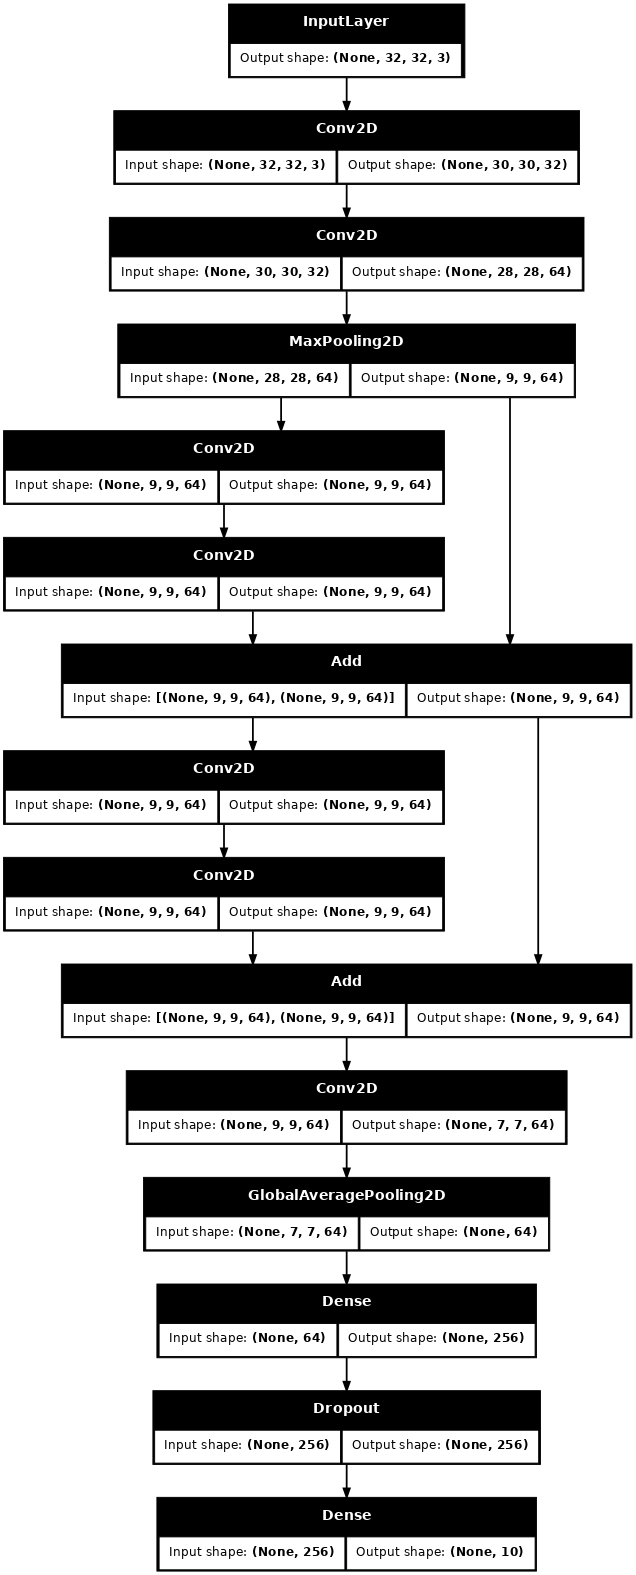 InputLayer
Output shape: (None, 32, 32, 3)
Conv2D
Input shape: (None, 32, 32, 3) Output shape: (None, 30, 30, 32)
Conv2D
Input shape: (None, 30, 30, 32) Output shape: (None, 28, 28, 64)
MaxPooling2D
Input shape: (None, 28, 28, 64) Output shape: (None, 9, 9, 64)
Conv2D
Input shape: (None, 9, 9, 64) Output shape: (None, 9, 9, 64)
Conv2D
Input shape: (None, 9, 9, 64) Output shape: (None, 9, 9, 64)
Add
Input shape: [(None, 9, 9, 64), (None, 9, 9, 64)] Output shape: (None, 9, 9, 64)
Conv2D
Input shape: (None, 9, 9, 64) Output shape: (None, 9, 9, 64)
Conv2D
Input shape: (None, 9, 9, 64) Output shape: (None, 9, 9, 64)
Add
Input shape: [(None, 9, 9, 64), (None, 9, 9, 64)] Output shape: (None, 9, 9, 64)
Conv2D
Input shape: (None, 9, 9, 64) Output shape: (None, 7, 7, 64)
GlobalAveragePooling2D
Input shape: (None, 7, 7, 64) Output shape: (None, 64)
Dense
Input shape: (None, 64) Output shape: (None, 256)
Dropout
Input shape: (None, 256) Output shape: (None, 256)
Dense
Input shape: (None, 256) Output shape: (None, 10)